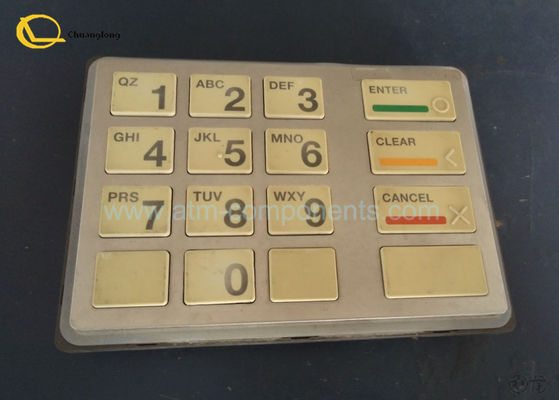 Chuanglong
QZ 1 ABC 2 DEF 3 ENTER
GHI 4 JKL 5 MNO 6 CLEAR
www.atm-components.com
PRS 7 TUV 8 WXY 9 CANCEL
0